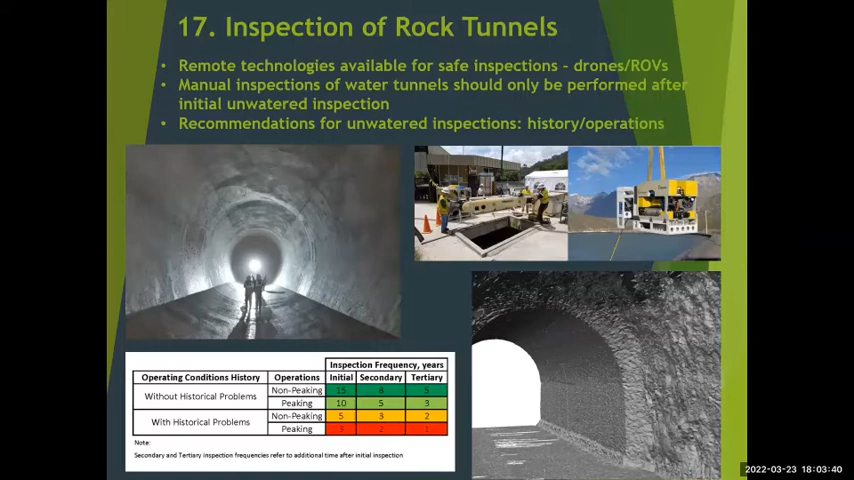 17. Inspection of Rock Tunnels
• Remote technologies available for safe inspections – drones/ROVs
• Manual inspections of water tunnels should only be performed after
initial unwatered inspection
• Recommendations for unwatered inspections: history/operations
Inspection Frequency, years
Operating Conditions History Operations Initial Secondary Tertiary
Without Historical Problems Non-Peaking 15 8 5
Peaking 10 5 3
With Historical Problems Non-Peaking 5 3 2
Peaking 3 2 1
Note:
Secondary and Tertiary inspection frequencies refer to additional time after initial inspection
2022-03-23 18:03:40